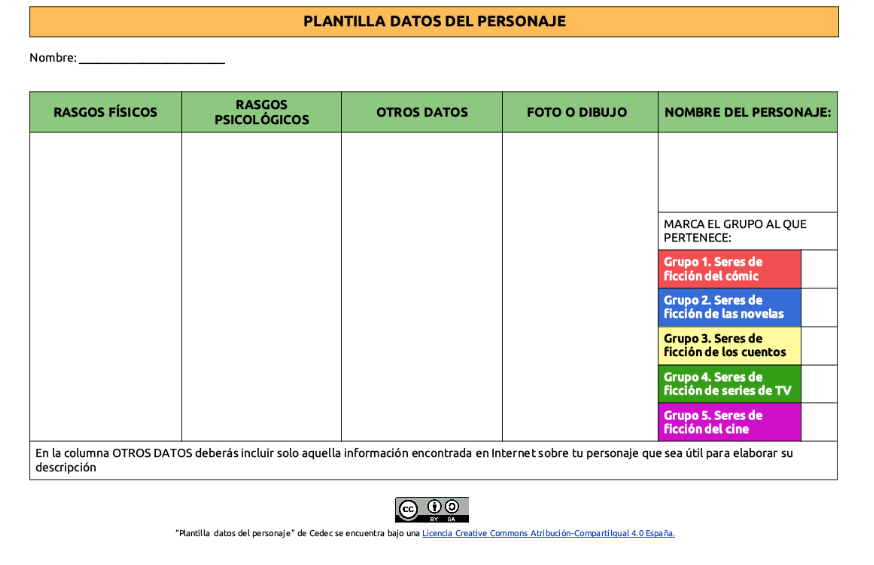 PLANTILLA DATOS DEL PERSONAJE
Nombre: ________________________
RASGOS FÍSICOS
RASGOS
PSICOLÓGICOS
OTROS DATOS
FOTO O DIBUJO
NOMBRE DEL PERSONAJE:
MARCA EL GRUPO AL QUE
PERTENECE:
Grupo 1. Seres de
ficción del cómic
Grupo 2. Seres de
ficción de las novelas
Grupo 3. Seres de
ficción de los cuentos
Grupo 4. Seres de
ficción de series de TV
Grupo 5. Seres de
ficción del cine
En la columna OTROS DATOS deberás incluir solo aquella información encontrada en Internet sobre tu personaje que sea útil para elaborar su
descripción
cc BY SA
"Plantilla datos del personaje" de Cedec se encuentra bajo una Licencia Creative Commons Atribución-CompartiIgual 4.0 España.